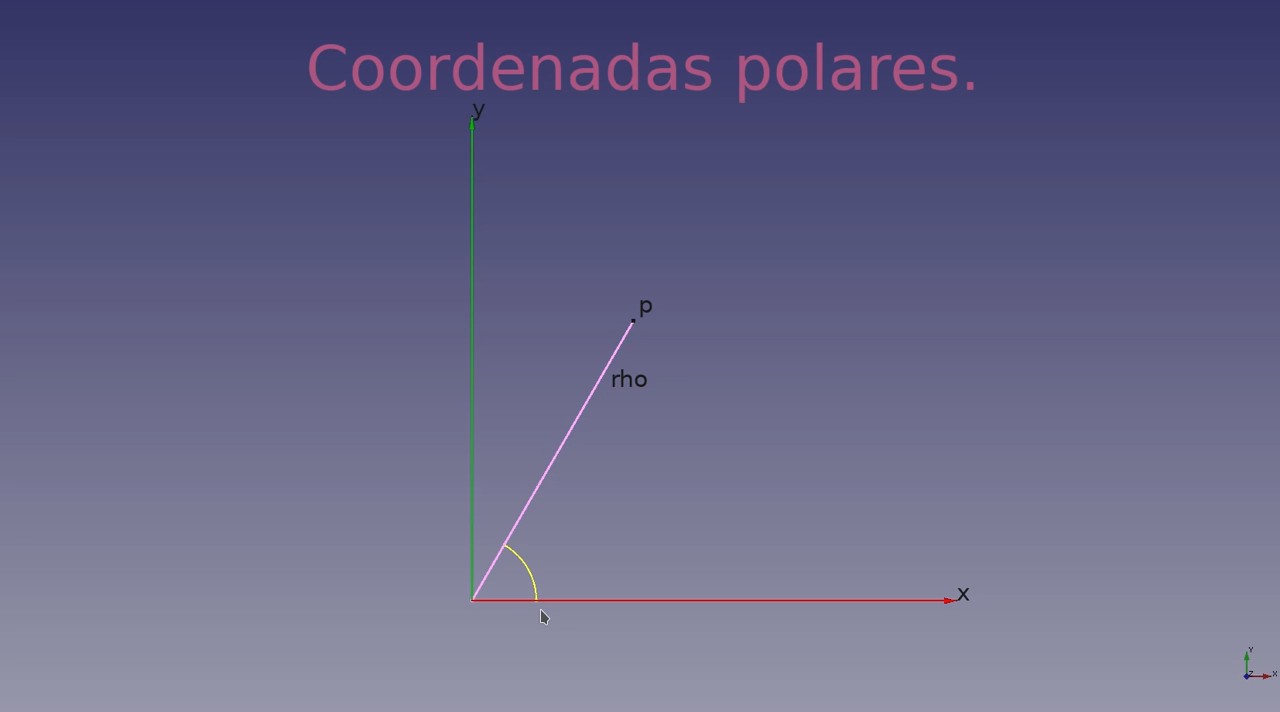 Coordenadas polares.
y
p
rho
x
Y
Z
X